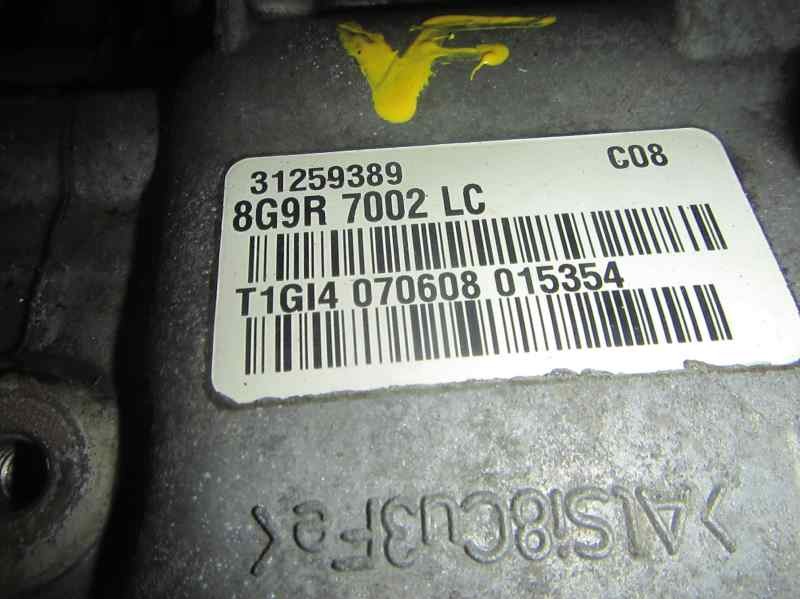 31259389 C08
8G9R 7002 LC
T1GI4 070608 015354
>AlSi8Cu3Fe<